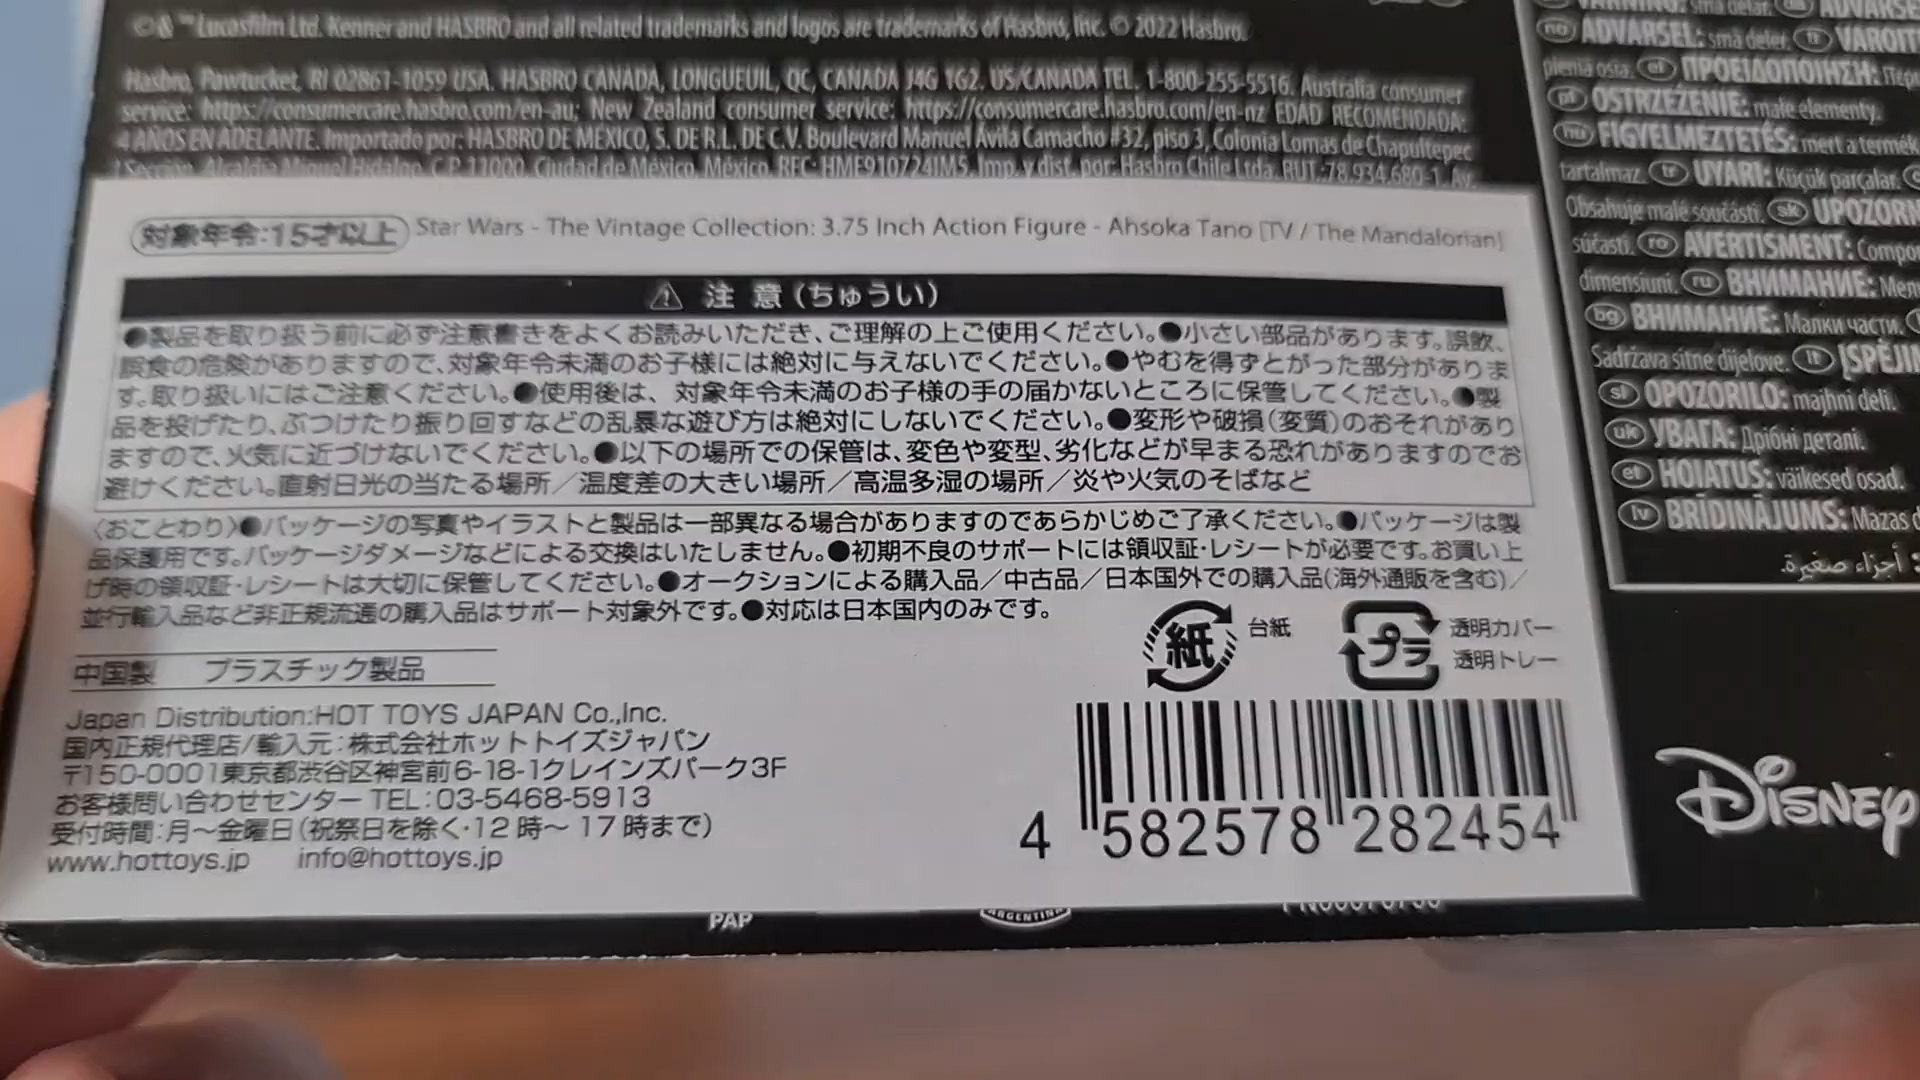 ©& ™ Lucasfilm Ltd. Kenner and HASBRO and all related trademarks and logos are trademarks of Hasbro, Inc. © 2022 Hasbro.
Hasbro, Pawtucket, RI 02861-1059 USA. HASBRO CANADA, LONGUEUIL, QC, CANADA J4G 1G2. US/CANADA TEL. 1-800-255-5516. Australia consumer
service: https://consumercare.hasbro.com/en-au; New Zealand consumer service: https://consumercare.hasbro.com/en-nz EDAD RECOMENDADA:
4 AÑOS EN ADELANTE. Importado por: HASBRO DE MÉXICO, S. DE R.L. DE C.V. Boulevard Manuel Ávila Camacho #32, piso 3, Colonia Lomas de Chapultepec
Sección, Alcaldía Miguel Hidalgo, C.P. 11000, Ciudad de México, México. RFC: HME910724IM5. Imp. y dist. por: Hasbro Chile Ltda. RUT.:78.934.680-1. Av.
対象年令:15才以上 Star Wars - The Vintage Collection: 3.75 Inch Action Figure - Ahsoka Tano [TV / The Mandalorian]
⚠ 注 意(ちゅうい)
●製品を取り扱う前に必ず注意書きをよくお読みいただき、ご理解の上ご使用ください。●小さい部品があります。誤飲、
誤食の危険がありますので、対象年令未満のお子様には絶対に与えないでください。●やむを得ずとがった部分がありま
す。取り扱いにはご注意ください。●使用後は、対象年令未満のお子様の手の届かないところに保管してください。●製
品を投げたり、ぶつけたり振り回すなどの乱暴な遊び方は絶対にしないでください。●変形や破損(変質)のおそれがあり
ますので、火気に近づけないでください。●以下の場所での保管は、変色や変型、劣化などが早まる恐れがありますのでお
避けください。直射日光の当たる場所／温度差の大きい場所／高温多湿の場所／炎や火気のそばなど
〈おことわり〉●パッケージの写真やイラストと製品は一部異なる場合がありますのであらかじめご了承ください。●パッケージは製
品保護用です。パッケージダメージなどによる交換はいたしません。●初期不良のサポートには領収証・レシートが必要です。お買い上
げ時の領収証・レシートは大切に保管してください。●オークションによる購入品／中古品／日本国外での購入品(海外通販を含む)／
並行輸入品など非正規流通の購入品はサポート対象外です。●対応は日本国内のみです。
紙 台紙
プラ 透明カバー
透明トレー
中国製 プラスチック製品
Japan Distribution:HOT TOYS JAPAN Co.,Inc.
国内正規代理店/輸入元:株式会社ホットトイズジャパン
〒150-0001東京都渋谷区神宮前6-18-1クレインズパーク3F
お客様問い合わせセンター TEL:03-5468-5913
受付時間:月〜金曜日(祝祭日を除く・12時〜17時まで)
www.hottoys.jp info@hottoys.jp
4 582578 282454
PAP
ARGENTINA
no ADVARSEL: små deler.
el ΠΡΟΕΙΔΟΠΟΙΗΣΗ:
pl OSTRZEŻENIE: małe elementy.
hu FIGYELMEZTETÉS: mert a termék
tartalmaz. tr UYARI: Küçük parçalar.
Obsahuje malé součásti. sk
súčasti. ro AVERTISMENT:
dimensiuni. ru ВНИМАНИЕ:
bg ВНИМАНИЕ: Малки части.
Sadržava sitne dijelove. lt
sl OPOZORILO: majhni deli.
uk УВАГА: Дрібні деталі.
et HOIATUS: väikesed osad.
lv BRĪDINĀJUMS: Mazas
أجزاء صغيرة.
DISNEY